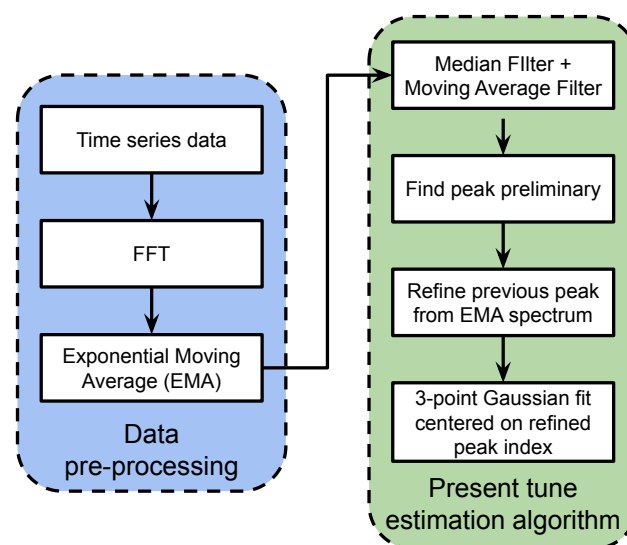 Time series data
FFT
Exponential Moving
Average (EMA)
Data
pre-processing
Median FIlter +
Moving Average Filter
Find peak preliminary
Refine previous peak
from EMA spectrum
3-point Gaussian fit
centered on refined
peak index
Present tune
estimation algorithm